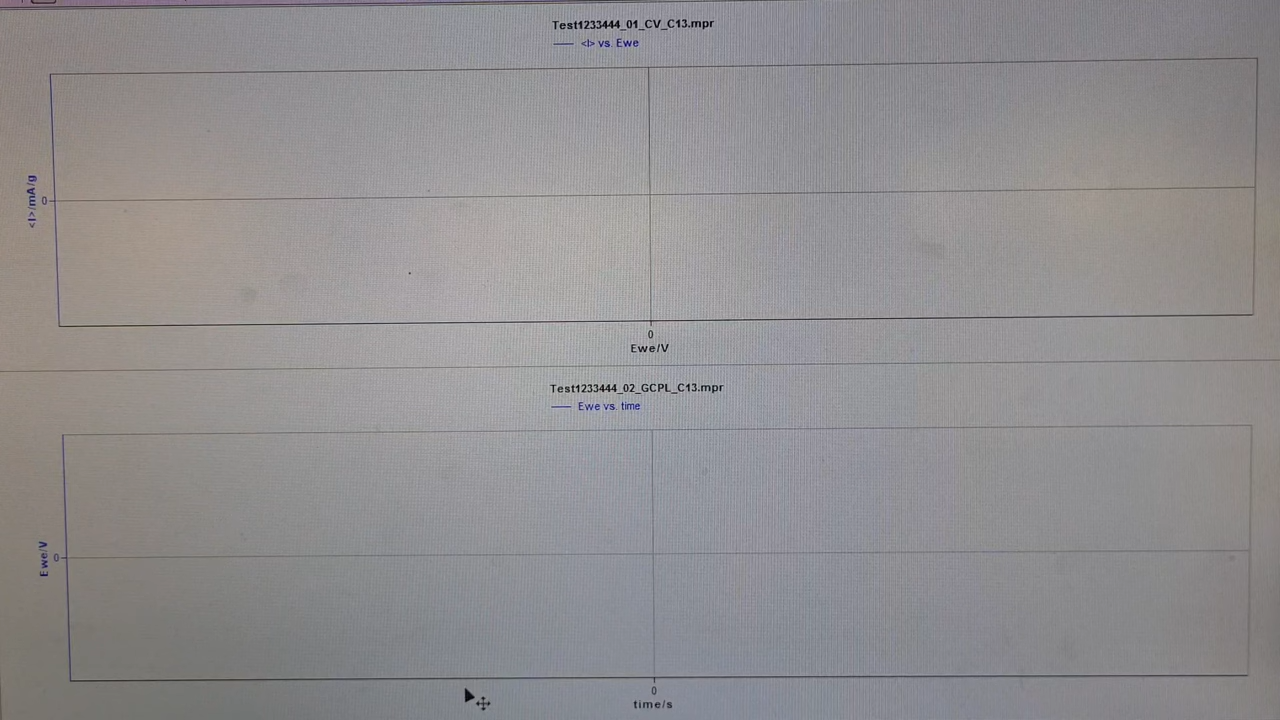 Test1233444_01_CV_C13.mpr
<I> vs. Ewe
<I>/mA/g
0
0
Ewe/V
Test1233444_02_GCPL_C13.mpr
Ewe vs. time
Ewe/V
0
0
time/s